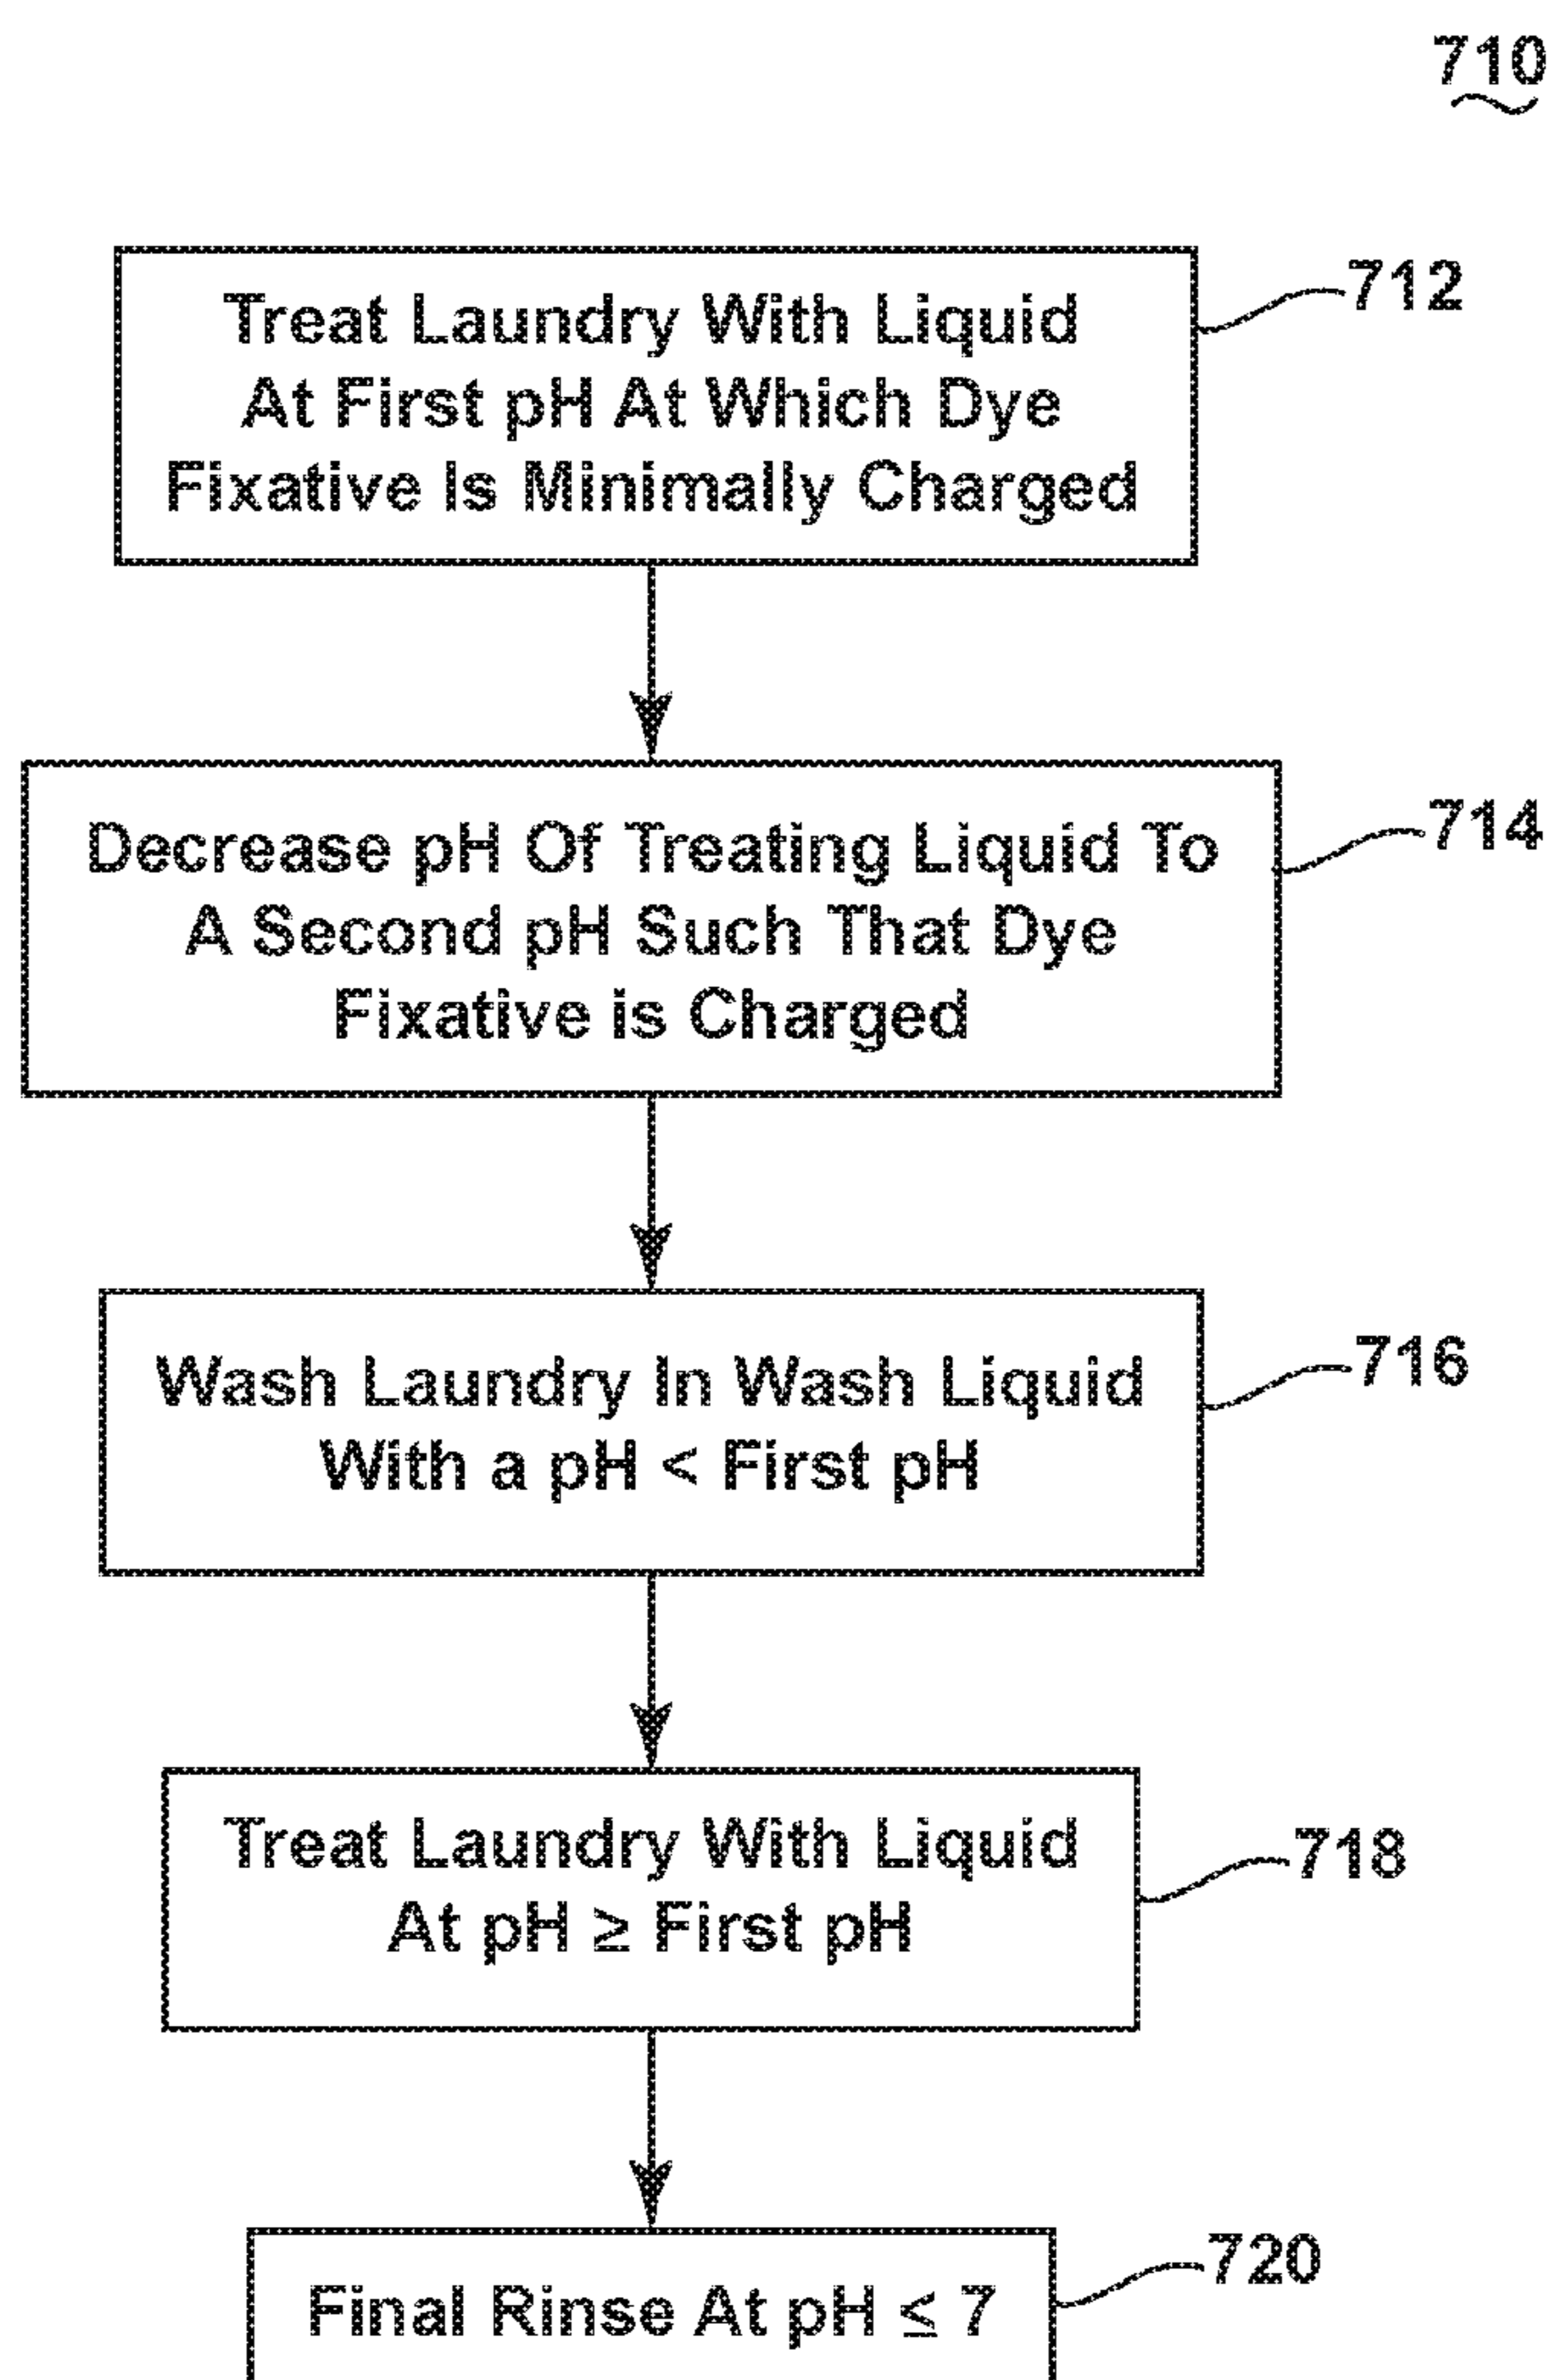 710
Treat Laundry With Liquid
At First pH At Which Dye
Fixative Is Minimally Charged
712
Decrease pH Of Treating Liquid To
A Second pH Such That Dye
Fixative is Charged
714
Wash Laundry In Wash Liquid
With a pH < First pH
716
Treat Laundry With Liquid
At pH ≥ First pH
718
Final Rinse At pH ≤ 7
720